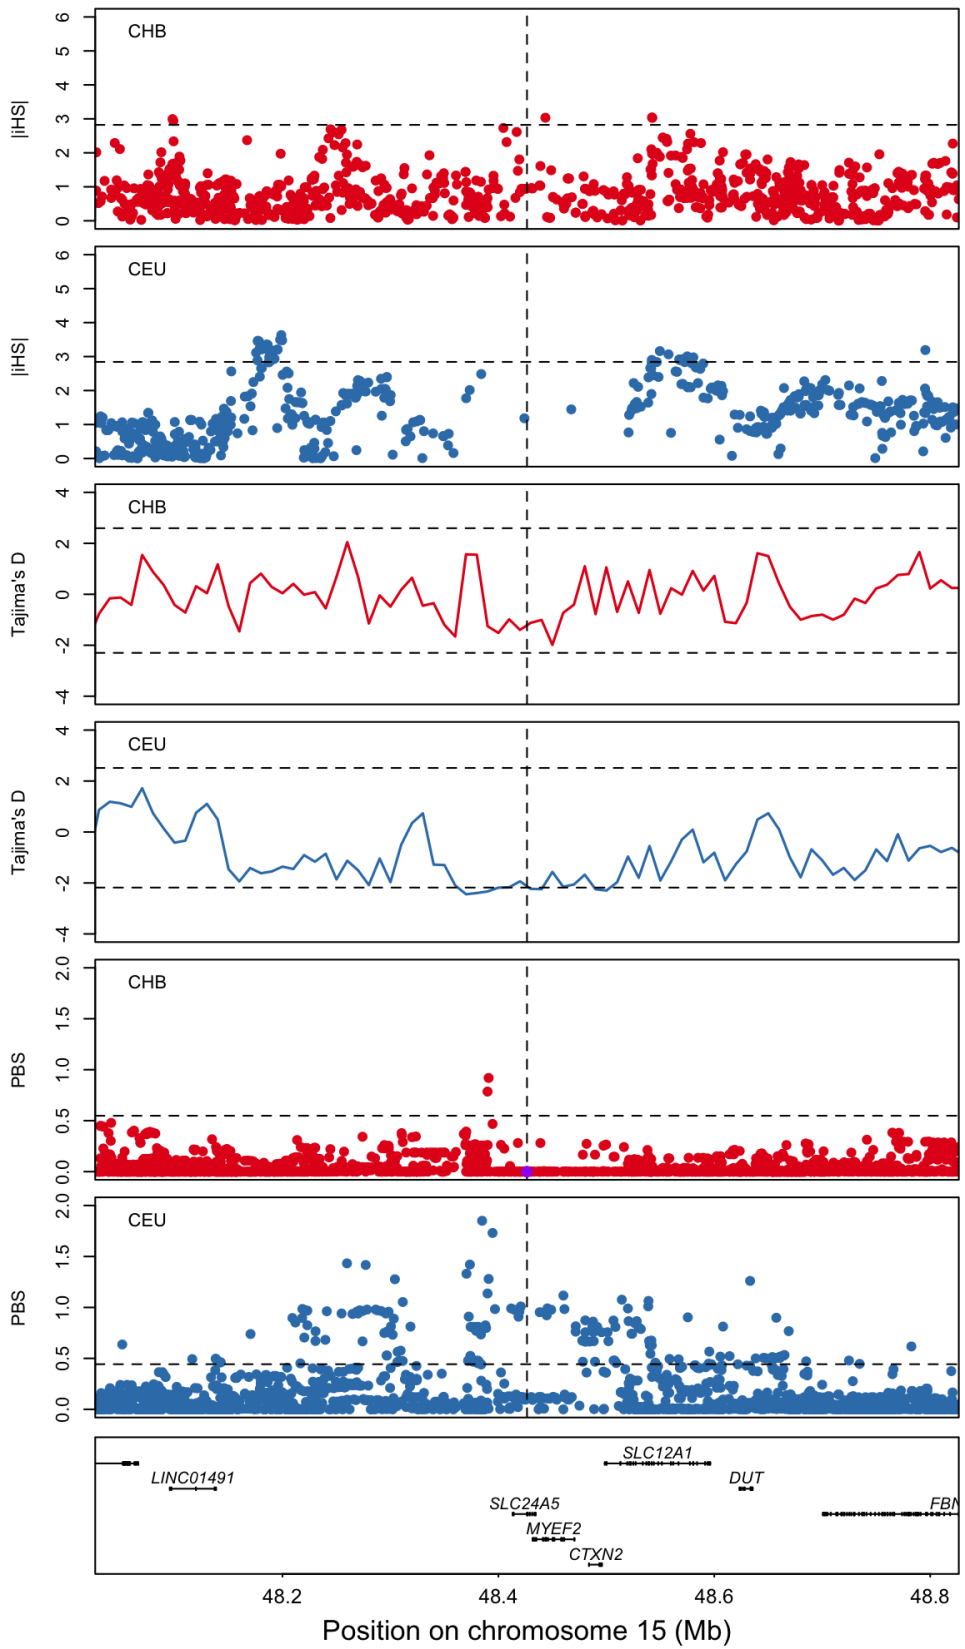 CHB
|iHS|
0 1 2 3 4 5 6
CEU
|iHS|
0 1 2 3 4 5 6
CHB
Tajima's D
-4 -2 0 2 4
CEU
Tajima's D
-4 -2 0 2 4
CHB
PBS
0.0 0.5 1.0 1.5 2.0
CEU
PBS
0.0 0.5 1.0 1.5 2.0
SLC12A1
LINC01491 DUT
SLC24A5 FBN
MYEF2
CTXN2
48.2 48.4 48.6 48.8
Position on chromosome 15 (Mb)